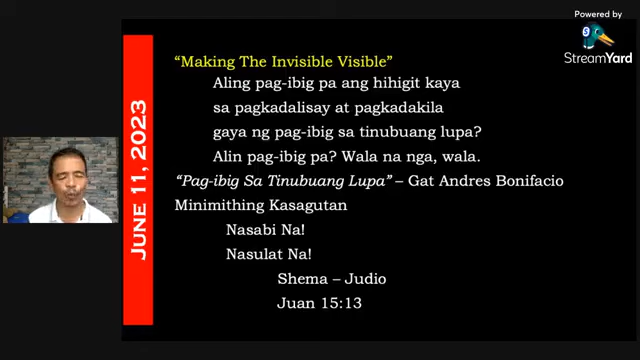 Powered by
StreamYard
JUNE 11, 2023
“Making The Invisible Visible”
Aling pag-ibig pa ang hihigit kaya
sa pagkadalisay at pagkadakila
gaya ng pag-ibig sa tinubuang lupa?
Alin pag-ibig pa? Wala na nga, wala.
“Pag-ibig Sa Tinubuang Lupa” – Gat Andres Bonifacio
Minimithing Kasagutan
Nasabi Na!
Nasulat Na!
Shema – Judio
Juan 15:13